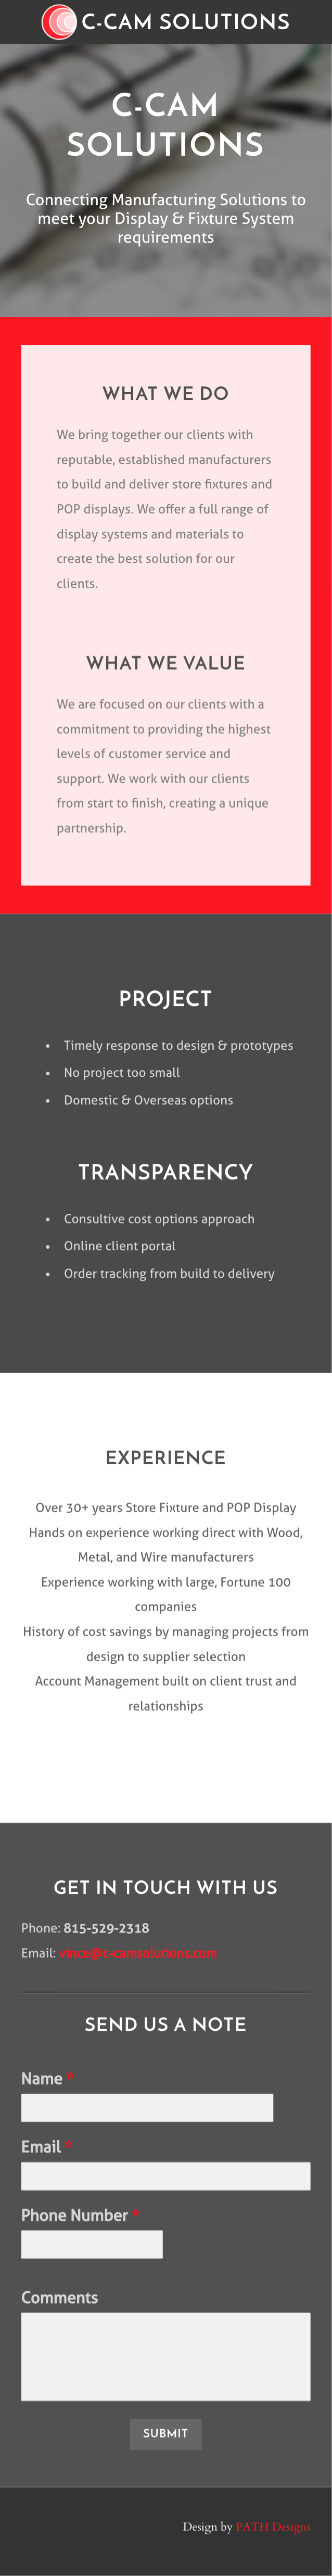 C-CAM SOLUTIONS
C-CAM
SOLUTIONS
Connecting Manufacturing Solutions to
meet your Display & Fixture System
requirements
WHAT WE DO
We bring together our clients with
reputable, established manufacturers
to build and deliver store fixtures and
POP displays. We offer a full range of
display systems and materials to
create the best solution for our
clients.
WHAT WE VALUE
We are focused on our clients with a
commitment to providing the highest
levels of customer service and
support. We work with our clients
from start to finish, creating a unique
partnership.
PROJECT
• Timely response to design & prototypes
• No project too small
• Domestic & Overseas options
TRANSPARENCY
• Consultive cost options approach
• Online client portal
• Order tracking from build to delivery
EXPERIENCE
Over 30+ years Store Fixture and POP Display
Hands on experience working direct with Wood,
Metal, and Wire manufacturers
Experience working with large, Fortune 100
companies
History of cost savings by managing projects from
design to supplier selection
Account Management built on client trust and
relationships
GET IN TOUCH WITH US
Phone: 815-529-2318
Email: vince@c-camsolutions.com
SEND US A NOTE
Name *
Email *
Phone Number *
Comments
SUBMIT
Design by PATH Designs